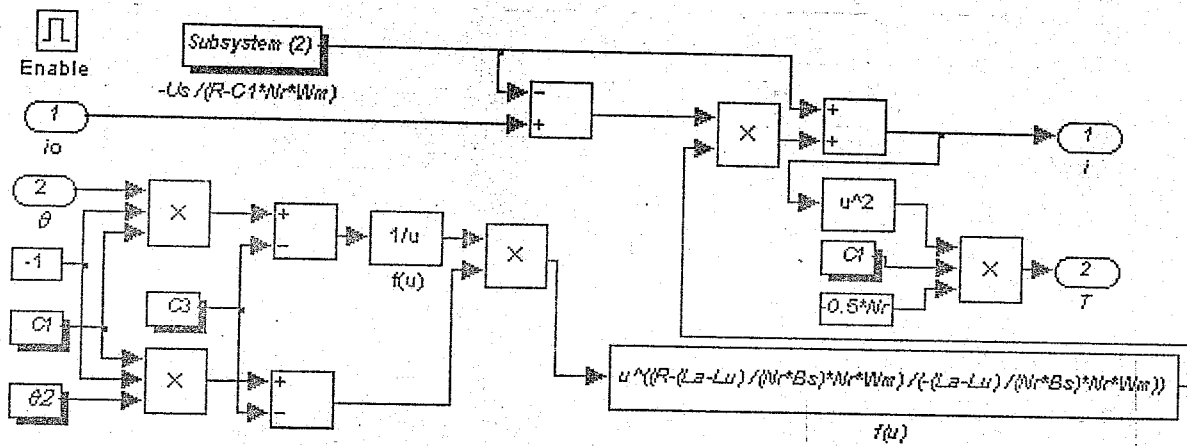 Enable
Subsystem (2)
-Us /(R-C1*Nr*Wm)
1
io
2
θ
-1
C1
θ2
×
×
C3
+
−
+
−
1/u
f(u)
×
−
+
×
+
+
1
i
u^2
C1
-0.5*Nr
×
2
T
u^((R-(La-Lu)/(Nr*Bs)*Nr*Wm)/(-(La-Lu)/(Nr*Bs)*Nr*Wm))
f(u)